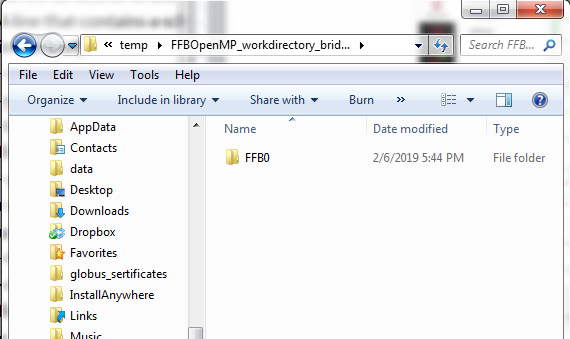 « temp ▸ FFBOpenMP_workdirectory_brid... ▸ Search FFB...
File Edit View Tools Help
Organize Include in library Share with Burn »
Name Date modified Type
FFB0 2/6/2019 5:44 PM File folder
AppData
Contacts
data
Desktop
Downloads
Dropbox
Favorites
globus_sertificates
InstallAnywhere
Links
Music